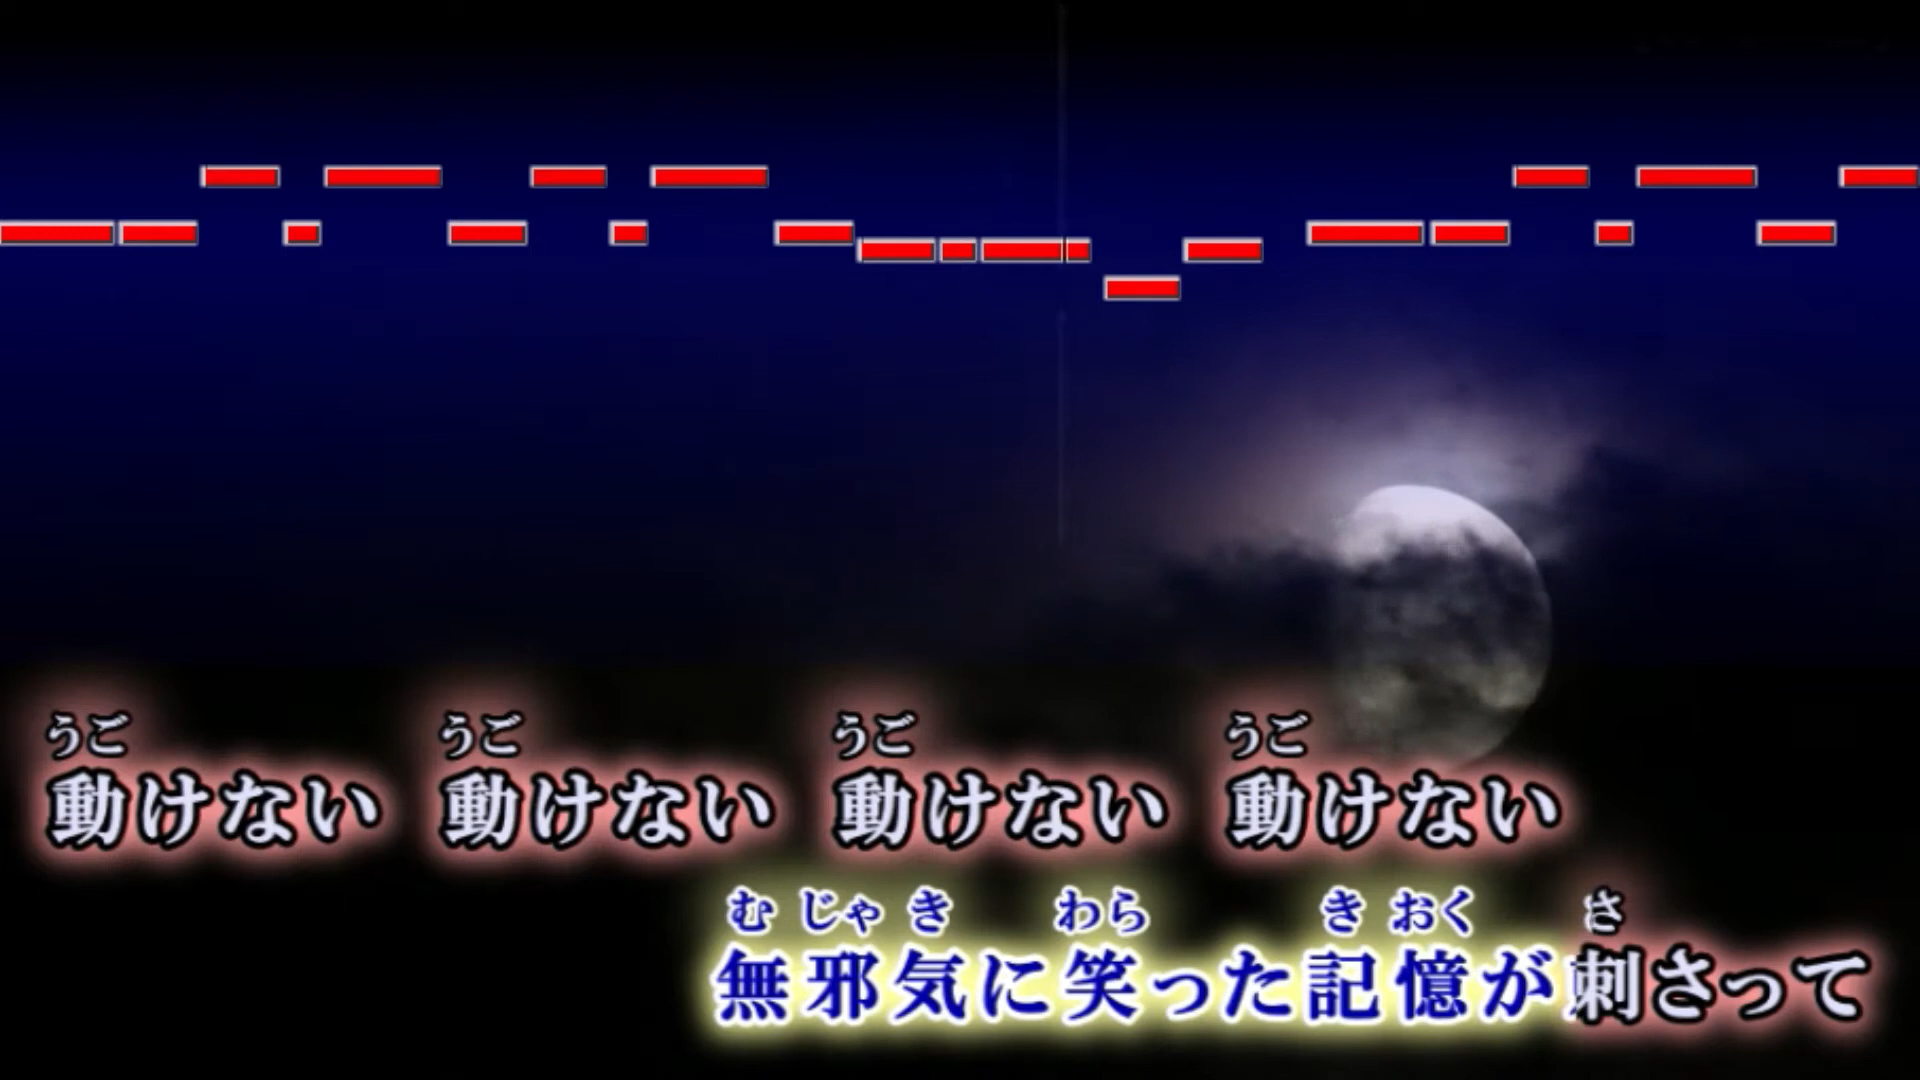 うご うご うご うご
動けない 動けない 動けない 動けない
む じゃ き わら き おく さ
無邪気に笑った記憶が刺さって